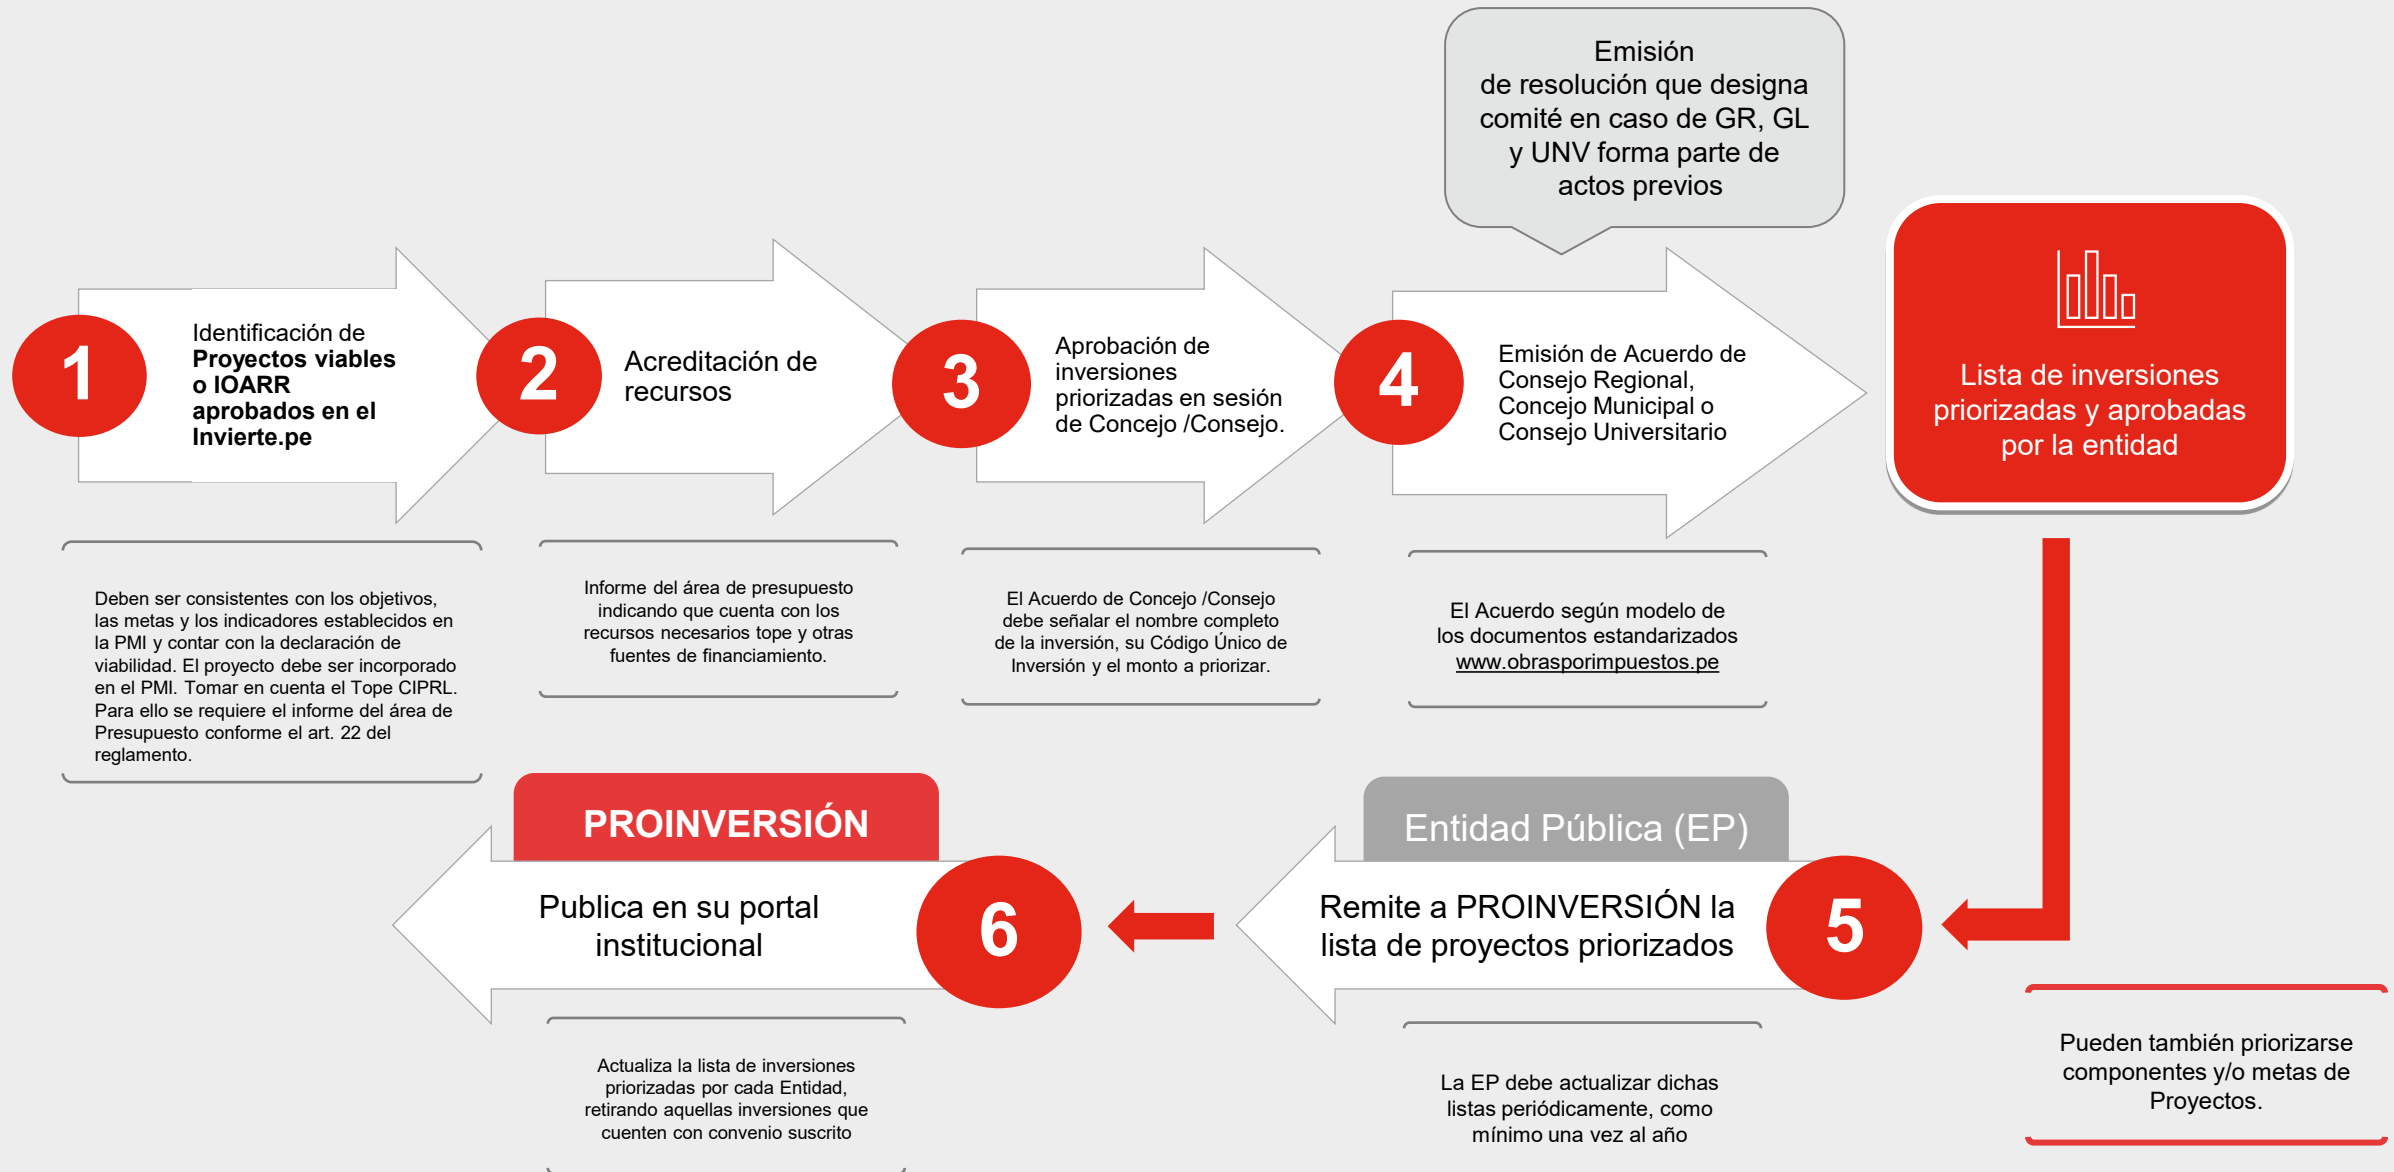 Emisión
de resolución que designa
comité en caso de GR, GL
y UNV forma parte de
actos previos
1
Identificación de
Proyectos viables
o IOARR
aprobados en el
Invierte.pe
2
Acreditación de
recursos
3
Aprobación de
inversiones
priorizadas en sesión
de Concejo /Consejo.
4
Emisión de Acuerdo de
Consejo Regional,
Concejo Municipal o
Consejo Universitario
Lista de inversiones
priorizadas y aprobadas
por la entidad
Deben ser consistentes con los objetivos,
las metas y los indicadores establecidos en
la PMI y contar con la declaración de
viabilidad. El proyecto debe ser incorporado
en el PMI. Tomar en cuenta el Tope CIPRL.
Para ello se requiere el informe del área de
Presupuesto conforme el art. 22 del
reglamento.
Informe del área de presupuesto
indicando que cuenta con los
recursos necesarios tope y otras
fuentes de financiamiento.
El Acuerdo de Concejo /Consejo
debe señalar el nombre completo
de la inversión, su Código Único de
Inversión y el monto a priorizar.
El Acuerdo según modelo de
los documentos estandarizados
www.obrasporimpuestos.pe
Entidad Pública (EP)
Remite a PROINVERSIÓN la
lista de proyectos priorizados
5
La EP debe actualizar dichas
listas periódicamente, como
mínimo una vez al año
Pueden también priorizarse
componentes y/o metas de
Proyectos.
PROINVERSIÓN
Publica en su portal
institucional
6
Actualiza la lista de inversiones
priorizadas por cada Entidad,
retirando aquellas inversiones que
cuenten con convenio suscrito